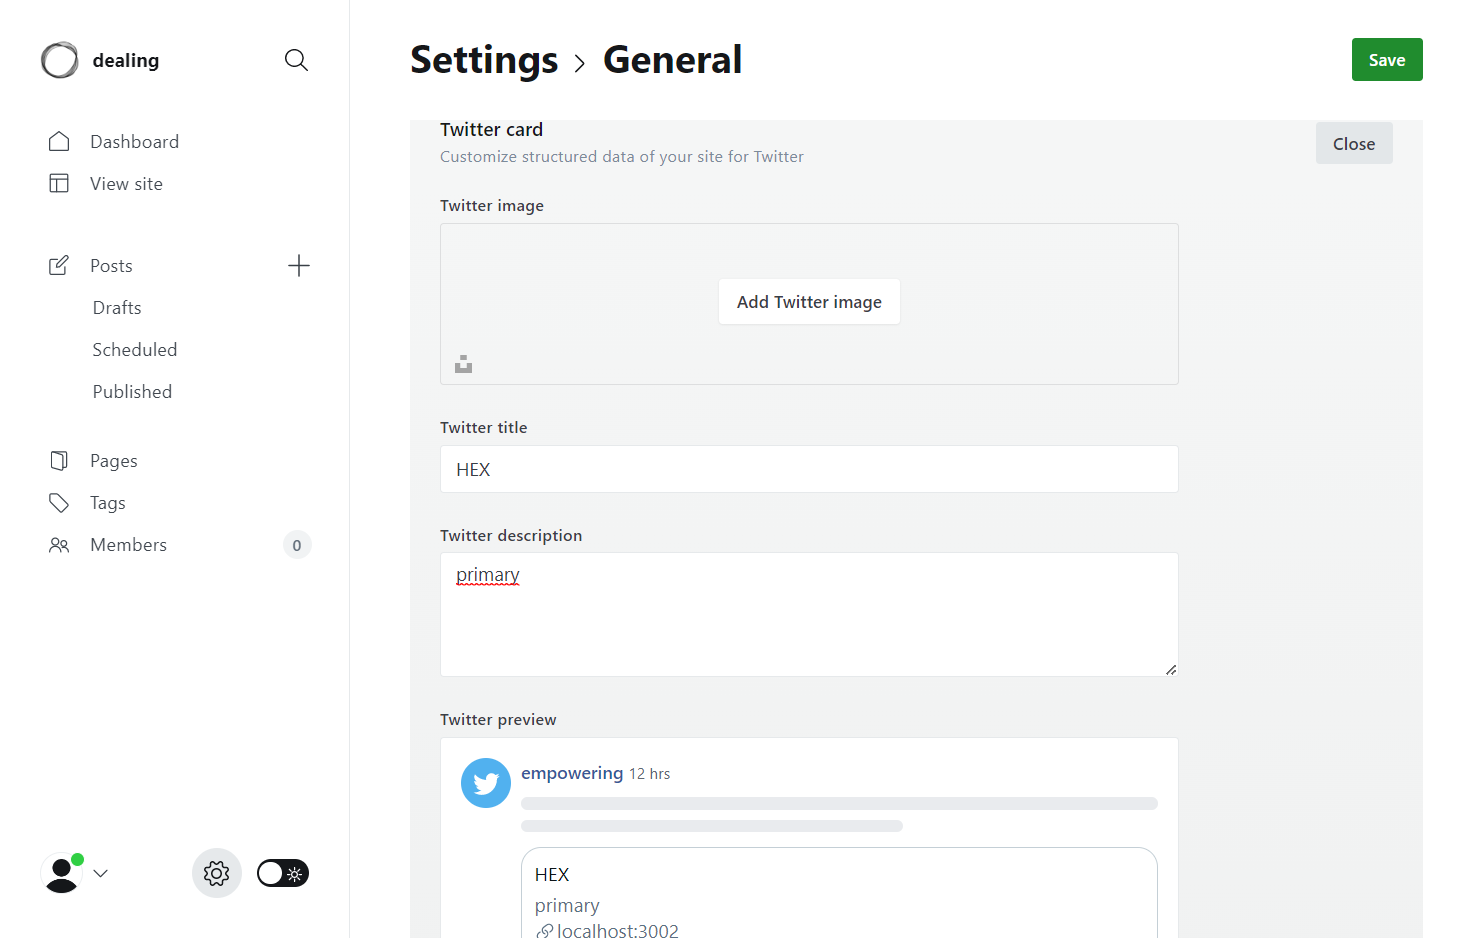 dealing
Dashboard
View site
Posts
Drafts
Scheduled
Published
Pages
Tags
Members
0
Settings
General
Save
Twitter card
Customize structured data of your site for Twitter
Close
Twitter image
Add Twitter image
Twitter title
HEX
Twitter description
primary
Twitter preview
empowering 12 hrs
HEX
primary
localhost:3002